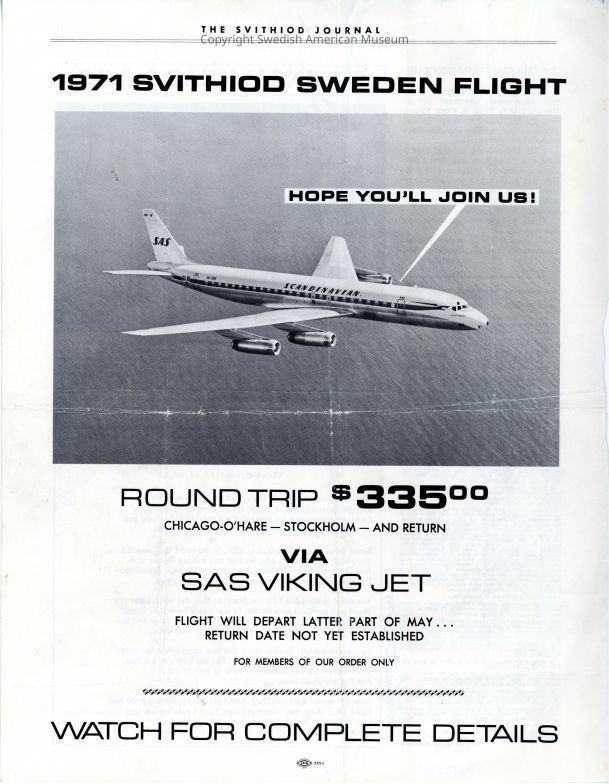 THE SVITHIOD JOURNAL
Copyright Swedish American Museum
1971 SVITHIOD SWEDEN FLIGHT
HOPE YOU'LL JOIN US!
SAS
SCANDINAVIAN
ROUND TRIP $33500
CHICAGO-O'HARE — STOCKHOLM — AND RETURN
VIA
SAS VIKING JET
FLIGHT WILL DEPART LATTER PART OF MAY...
RETURN DATE NOT YET ESTABLISHED
FOR MEMBERS OF OUR ORDER ONLY
WATCH FOR COMPLETE DETAILS